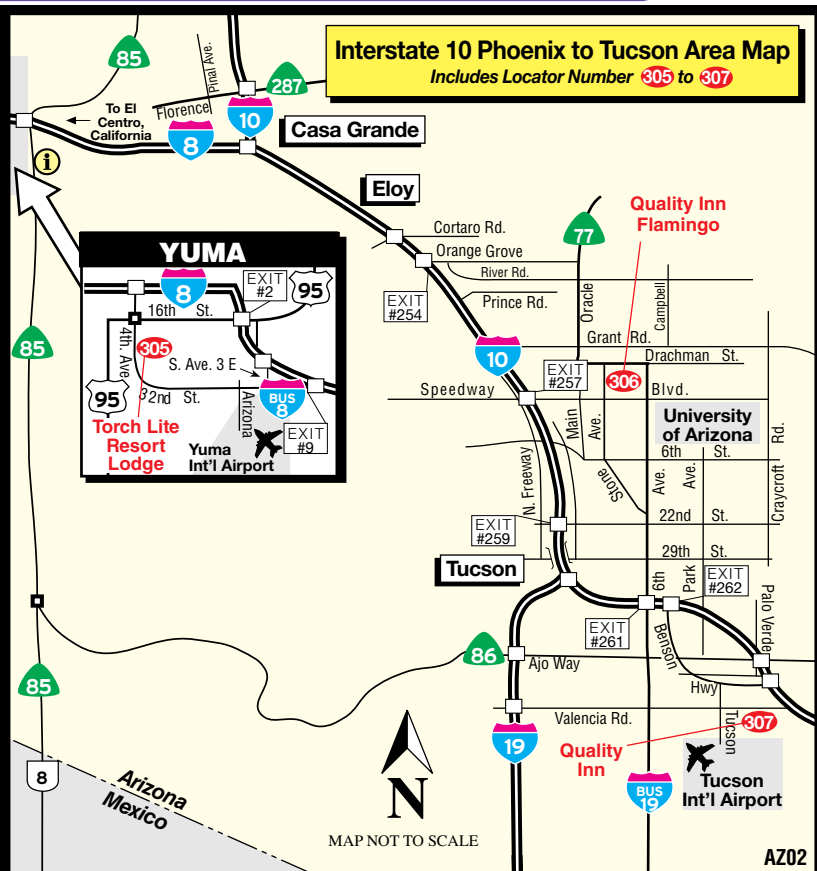 Interstate 10 Phoenix to Tucson Area Map
Includes Locator Number 305 to 307
85
Pinal Ave.
287
To El
Centro,
California
Florence
8
10
Casa Grande
i
Eloy
Cortaro Rd.
Orange Grove
River Rd.
EXIT
#254
Prince Rd.
77
Oracle
Quality Inn
Flamingo
Campbell
Grant Rd.
Drachman St.
10
EXIT
#257
306
Speedway
Blvd.
Main
Ave.
University
of Arizona
6th St.
Stone
Ave.
Ave.
Rd.
Craycroft
N. Freeway
22nd St.
EXIT
#259
29th St.
Tucson
6th
Park
EXIT
#262
Palo Verde
EXIT
#261
Benson
Hwy
86
Ajo Way
Valencia Rd.
Tucson
307
19
Quality
Inn
BUS
19
Tucson
Int'l Airport
YUMA
8
EXIT
#2
95
16th St.
4th. Ave
305
S. Ave. 3 E
95
32nd St.
BUS
8
Arizona
EXIT
#9
Torch Lite
Resort
Lodge
Yuma
Int'l Airport
85
85
8
Arizona
Mexico
N
MAP NOT TO SCALE
AZ02